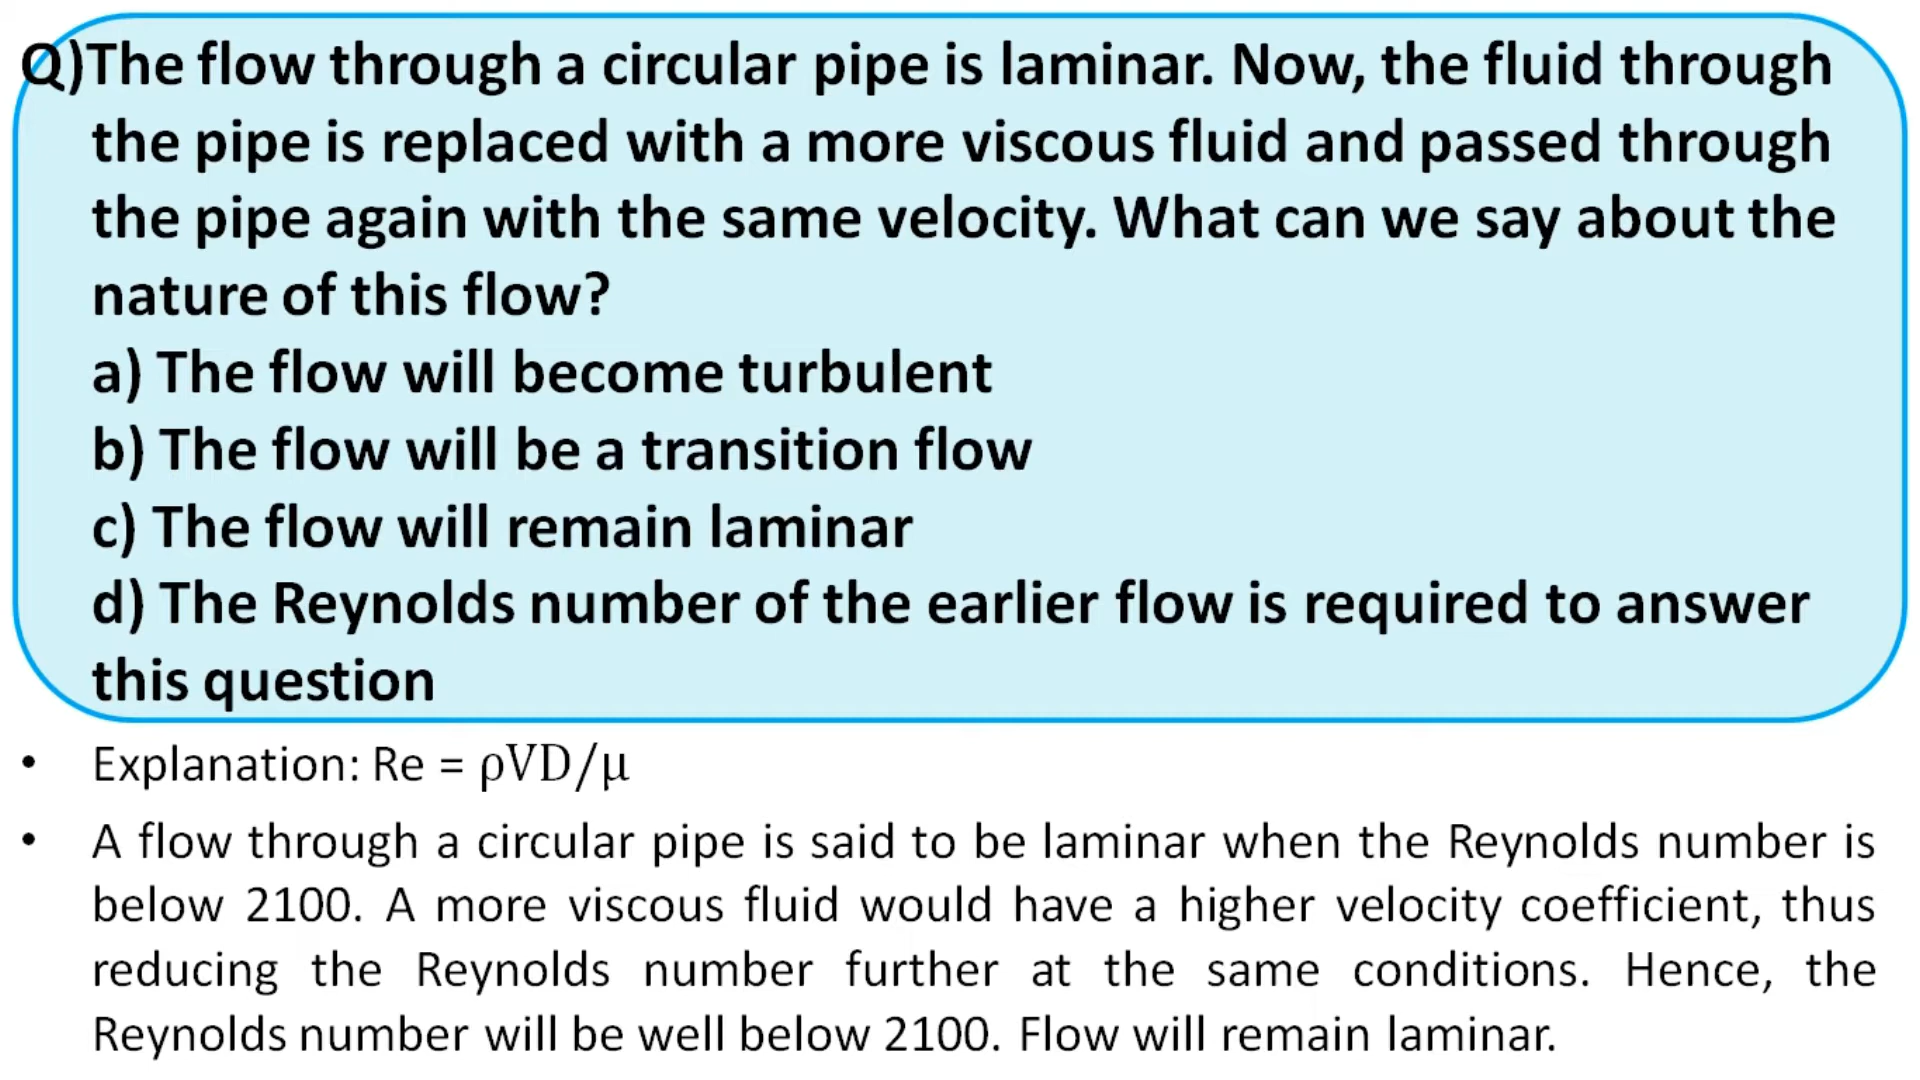 Q)The flow through a circular pipe is laminar. Now, the fluid through
the pipe is replaced with a more viscous fluid and passed through
the pipe again with the same velocity. What can we say about the
nature of this flow?
a) The flow will become turbulent
b) The flow will be a transition flow
c) The flow will remain laminar
d) The Reynolds number of the earlier flow is required to answer
this question
• Explanation: Re = ρVD/μ
• A flow through a circular pipe is said to be laminar when the Reynolds number is
below 2100. A more viscous fluid would have a higher velocity coefficient, thus
reducing the Reynolds number further at the same conditions. Hence, the
Reynolds number will be well below 2100. Flow will remain laminar.